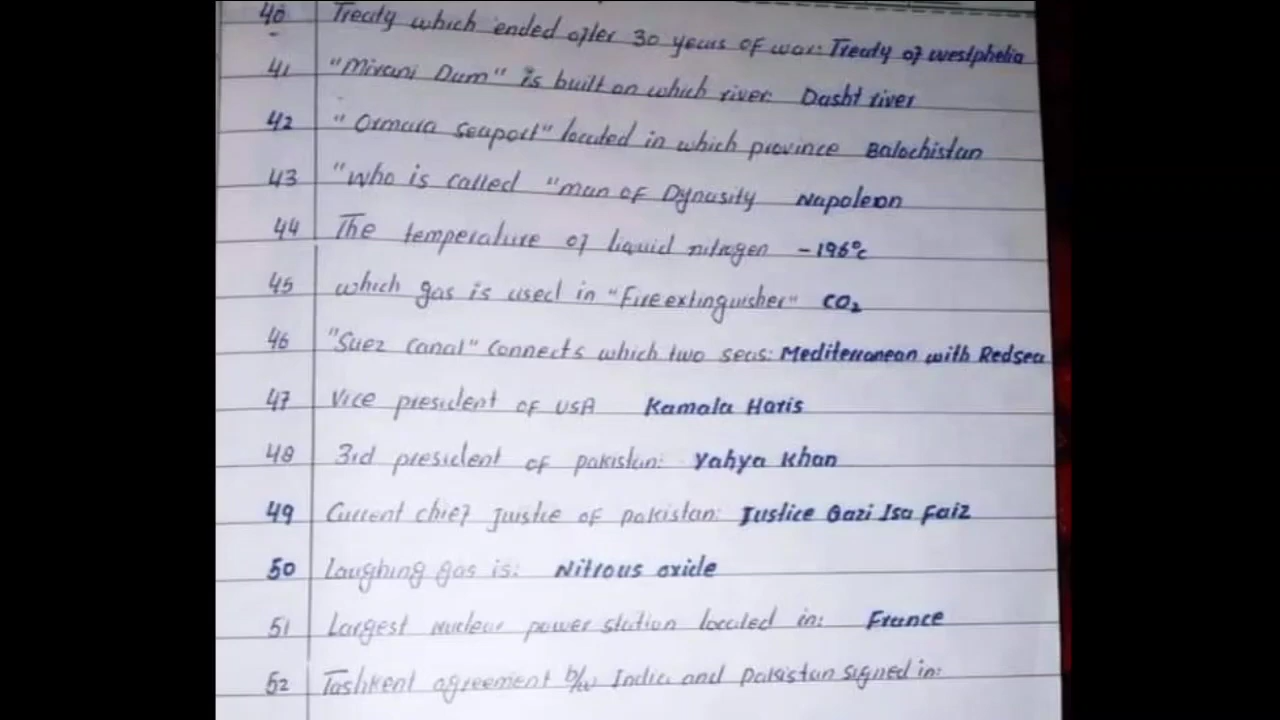 40 Treaty which ended after 30 years of war: Treaty of westphelia
41 "Mirani Dam" is built on which river: Dasht river
42 "Ormara seaport" located in which province Balochistan
43 "Who is called "man of Dynasity Napoleon
44 The temperature of liquid nitrogen -196°c
45 which gas is used in "Fire extinguisher" CO₂
46 "Suez canal" connects which two seas: Mediterranean with Redsea
47 Vice president of USA Kamala Haris
48 3rd president of pakistan: Yahya Khan
49 Current chief justice of pakistan: Justice Qazi Isa Faiz
50 Laughing gas is: Nitrous oxide
51 Largest nuclear power station located in: France
52 Tashkent agreement b/w India and pakistan signed in: